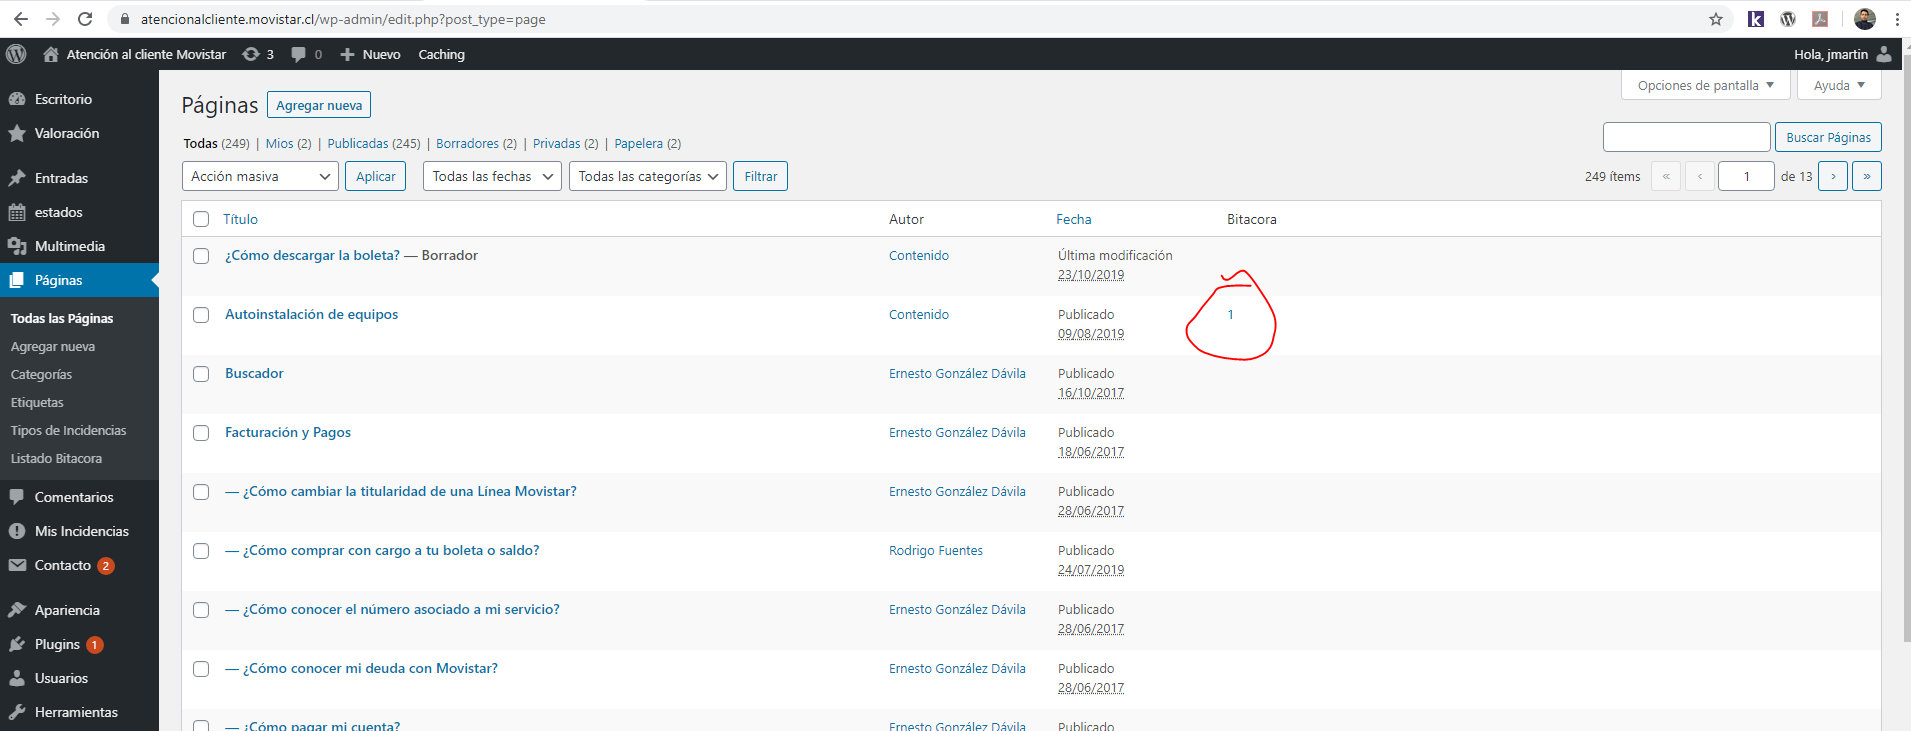 atencionalcliente.movistar.cl/wp-admin/edit.php?post_type=page
Atención al cliente Movistar 3 0 Nuevo Caching Hola, jmartin
Escritorio
Valoración
Entradas
estados
Multimedia
Páginas
Todas las Páginas
Agregar nueva
Categorías
Etiquetas
Tipos de Incidencias
Listado Bitacora
Comentarios
Mis Incidencias
Contacto 2
Apariencia
Plugins 1
Usuarios
Herramientas
Opciones de pantalla Ayuda
Páginas Agregar nueva
Todas (249) | Mios (2) | Publicadas (245) | Borradores (2) | Privadas (2) | Papelera (2)
Buscar Páginas
Acción masiva Aplicar Todas las fechas Todas las categorías Filtrar 249 ítems « ‹ 1 de 13 › »
Título Autor Fecha Bitacora
¿Cómo descargar la boleta? — Borrador Contenido Última modificación
23/10/2019
Autoinstalación de equipos Contenido Publicado 1
09/08/2019
Buscador Ernesto González Dávila Publicado
16/10/2017
Facturación y Pagos Ernesto González Dávila Publicado
18/06/2017
— ¿Cómo cambiar la titularidad de una Línea Movistar? Ernesto González Dávila Publicado
28/06/2017
— ¿Cómo comprar con cargo a tu boleta o saldo? Rodrigo Fuentes Publicado
24/07/2019
— ¿Cómo conocer el número asociado a mi servicio? Ernesto González Dávila Publicado
28/06/2017
— ¿Cómo conocer mi deuda con Movistar? Ernesto González Dávila Publicado
28/06/2017
— ¿Cómo pagar mi cuenta? Ernesto González Dávila Publicado